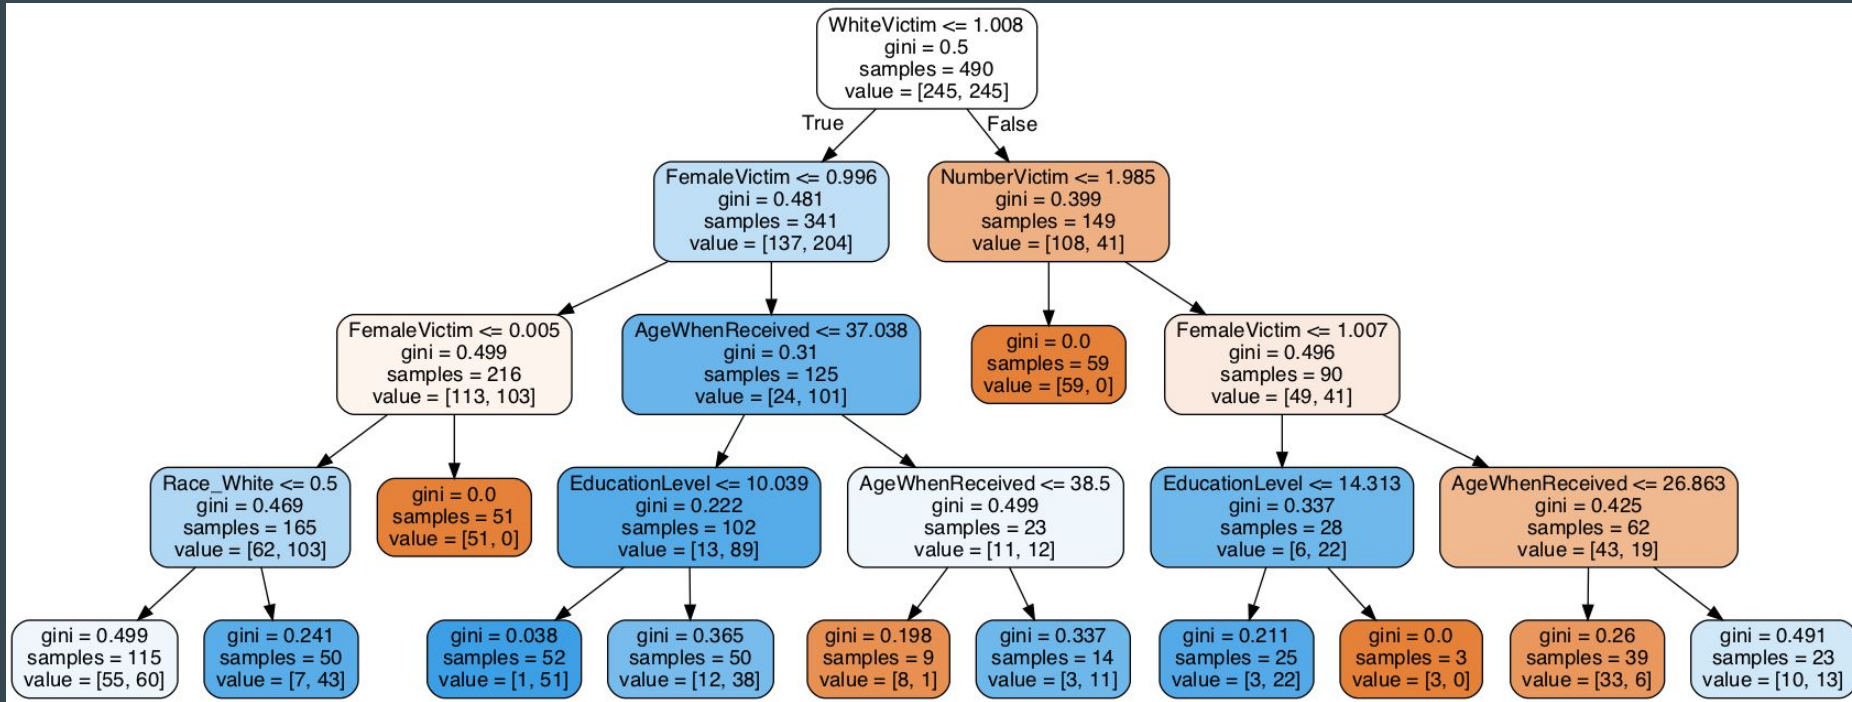 WhiteVictim <= 1.008
gini = 0.5
samples = 490
value = [245, 245]
True
False
FemaleVictim <= 0.996
gini = 0.481
samples = 341
value = [137, 204]
NumberVictim <= 1.985
gini = 0.399
samples = 149
value = [108, 41]
FemaleVictim <= 0.005
gini = 0.499
samples = 216
value = [113, 103]
AgeWhenReceived <= 37.038
gini = 0.31
samples = 125
value = [24, 101]
gini = 0.0
samples = 59
value = [59, 0]
FemaleVictim <= 1.007
gini = 0.496
samples = 90
value = [49, 41]
Race_White <= 0.5
gini = 0.469
samples = 165
value = [62, 103]
gini = 0.0
samples = 51
value = [51, 0]
EducationLevel <= 10.039
gini = 0.222
samples = 102
value = [13, 89]
AgeWhenReceived <= 38.5
gini = 0.499
samples = 23
value = [11, 12]
EducationLevel <= 14.313
gini = 0.337
samples = 28
value = [6, 22]
AgeWhenReceived <= 26.863
gini = 0.425
samples = 62
value = [43, 19]
gini = 0.499
samples = 115
value = [55, 60]
gini = 0.241
samples = 50
value = [7, 43]
gini = 0.038
samples = 52
value = [1, 51]
gini = 0.365
samples = 50
value = [12, 38]
gini = 0.198
samples = 9
value = [8, 1]
gini = 0.337
samples = 14
value = [3, 11]
gini = 0.211
samples = 25
value = [3, 22]
gini = 0.0
samples = 3
value = [3, 0]
gini = 0.26
samples = 39
value = [33, 6]
gini = 0.491
samples = 23
value = [10, 13]